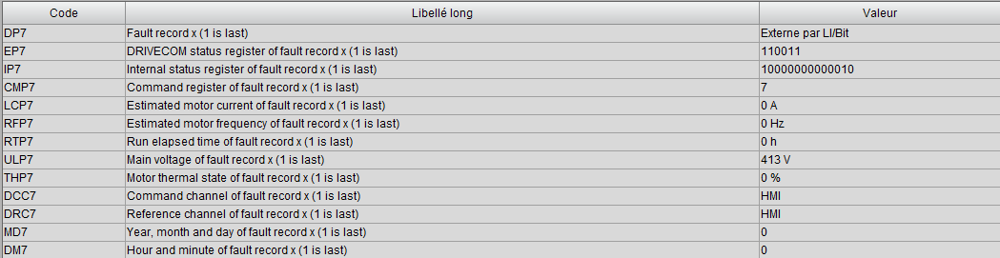 Code Libellé long Valeur
DP7 Fault record x (1 is last) Externe par LI/Bit
EP7 DRIVECOM status register of fault record x (1 is last) 110011
IP7 Internal status register of fault record x (1 is last) 10000000000010
CMP7 Command register of fault record x (1 is last) 7
LCP7 Estimated motor current of fault record x (1 is last) 0 A
RFP7 Estimated motor frequency of fault record x (1 is last) 0 Hz
RTP7 Run elapsed time of fault record x (1 is last) 0 h
ULP7 Main voltage of fault record x (1 is last) 413 V
THP7 Motor thermal state of fault record x (1 is last) 0 %
DCC7 Command channel of fault record x (1 is last) HMI
DRC7 Reference channel of fault record x (1 is last) HMI
MD7 Year, month and day of fault record x (1 is last) 0
DM7 Hour and minute of fault record x (1 is last) 0